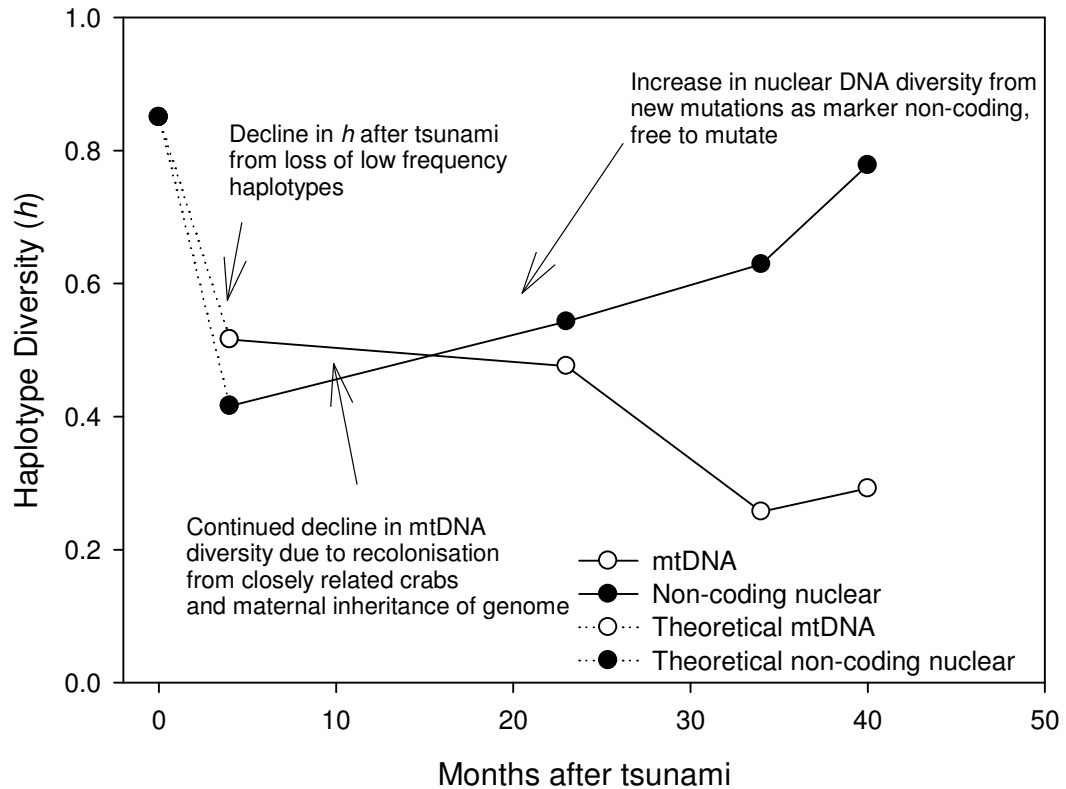 1.0
0.8
0.6
0.4
0.2
0.0
Haplotype Diversity (h)
Decline in h after tsunami
from loss of low frequency
haplotypes
Increase in nuclear DNA diversity from
new mutations as marker non-coding,
free to mutate
Continued decline in mtDNA
diversity due to recolonisation
from closely related crabs
and maternal inheritance of genome
mtDNA
Non-coding nuclear
Theoretical mtDNA
Theoretical non-coding nuclear
0 10 20 30 40 50
Months after tsunami